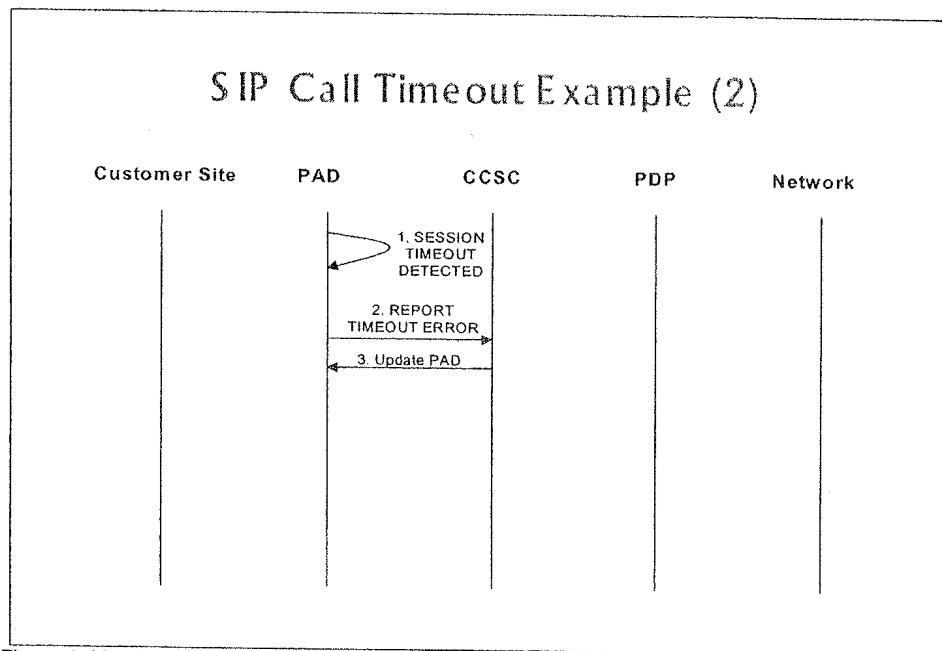 SIP Call Timeout Example (2)
Customer Site PAD CCSC PDP Network
1. SESSION
TIMEOUT
DETECTED
2. REPORT
TIMEOUT ERROR
3. Update PAD